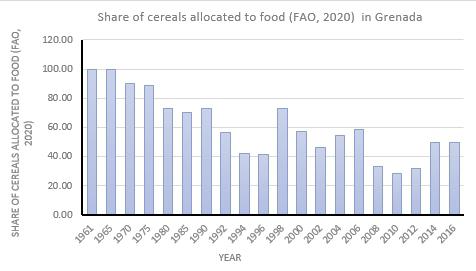 Share of cereals allocated to food (FAO, 2020)  in Grenada
SHARE OF CEREALS ALLOCATED TO FOOD (FAO,
2020)
120.00
100.00
80.00
60.00
40.00
20.00
0.00
1961 1965 1970 1975 1980 1985 1990 1992 1994 1996 1998 2000 2002 2004 2006 2008 2010 2012 2014 2016
YEAR